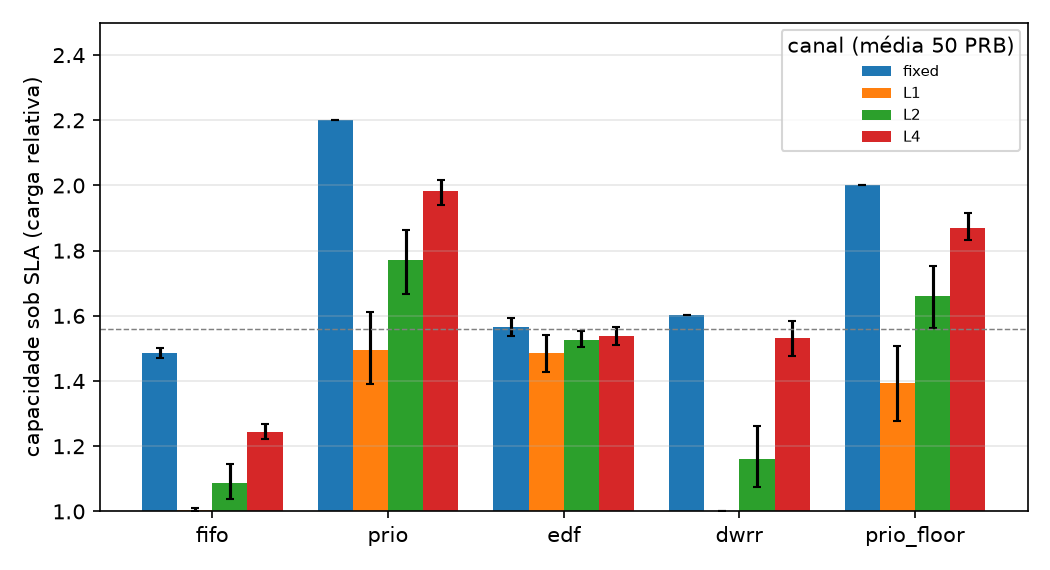 canal (média 50 PRB)
fixed
L1
L2
L4
capacidade sob SLA (carga relativa)
2.4
2.2
2.0
1.8
1.6
1.4
1.2
1.0
fifo
prio
edf
dwrr
prio_floor